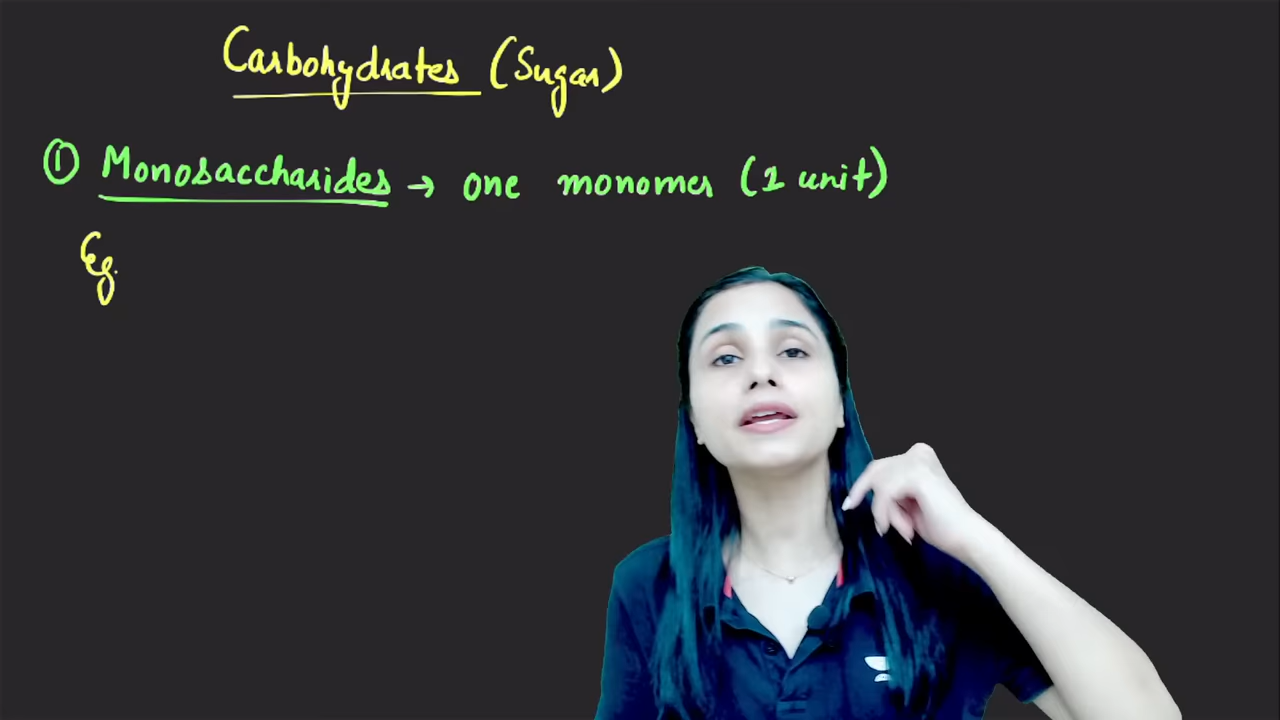 Carbohydrates (Sugar)
① Monosaccharides → one monomer (1 unit)
Eg.